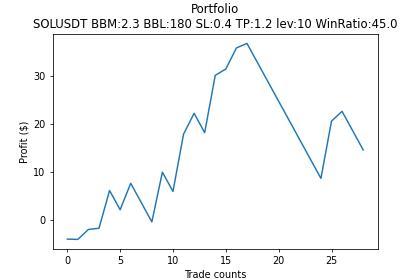 Portfolio
SOLUSDT BBM:2.3 BBL:180 SL:0.4 TP:1.2 lev:10 WinRatio:45.0
Profit ($)
30
20
10
0
0 5 10 15 20 25
Trade counts